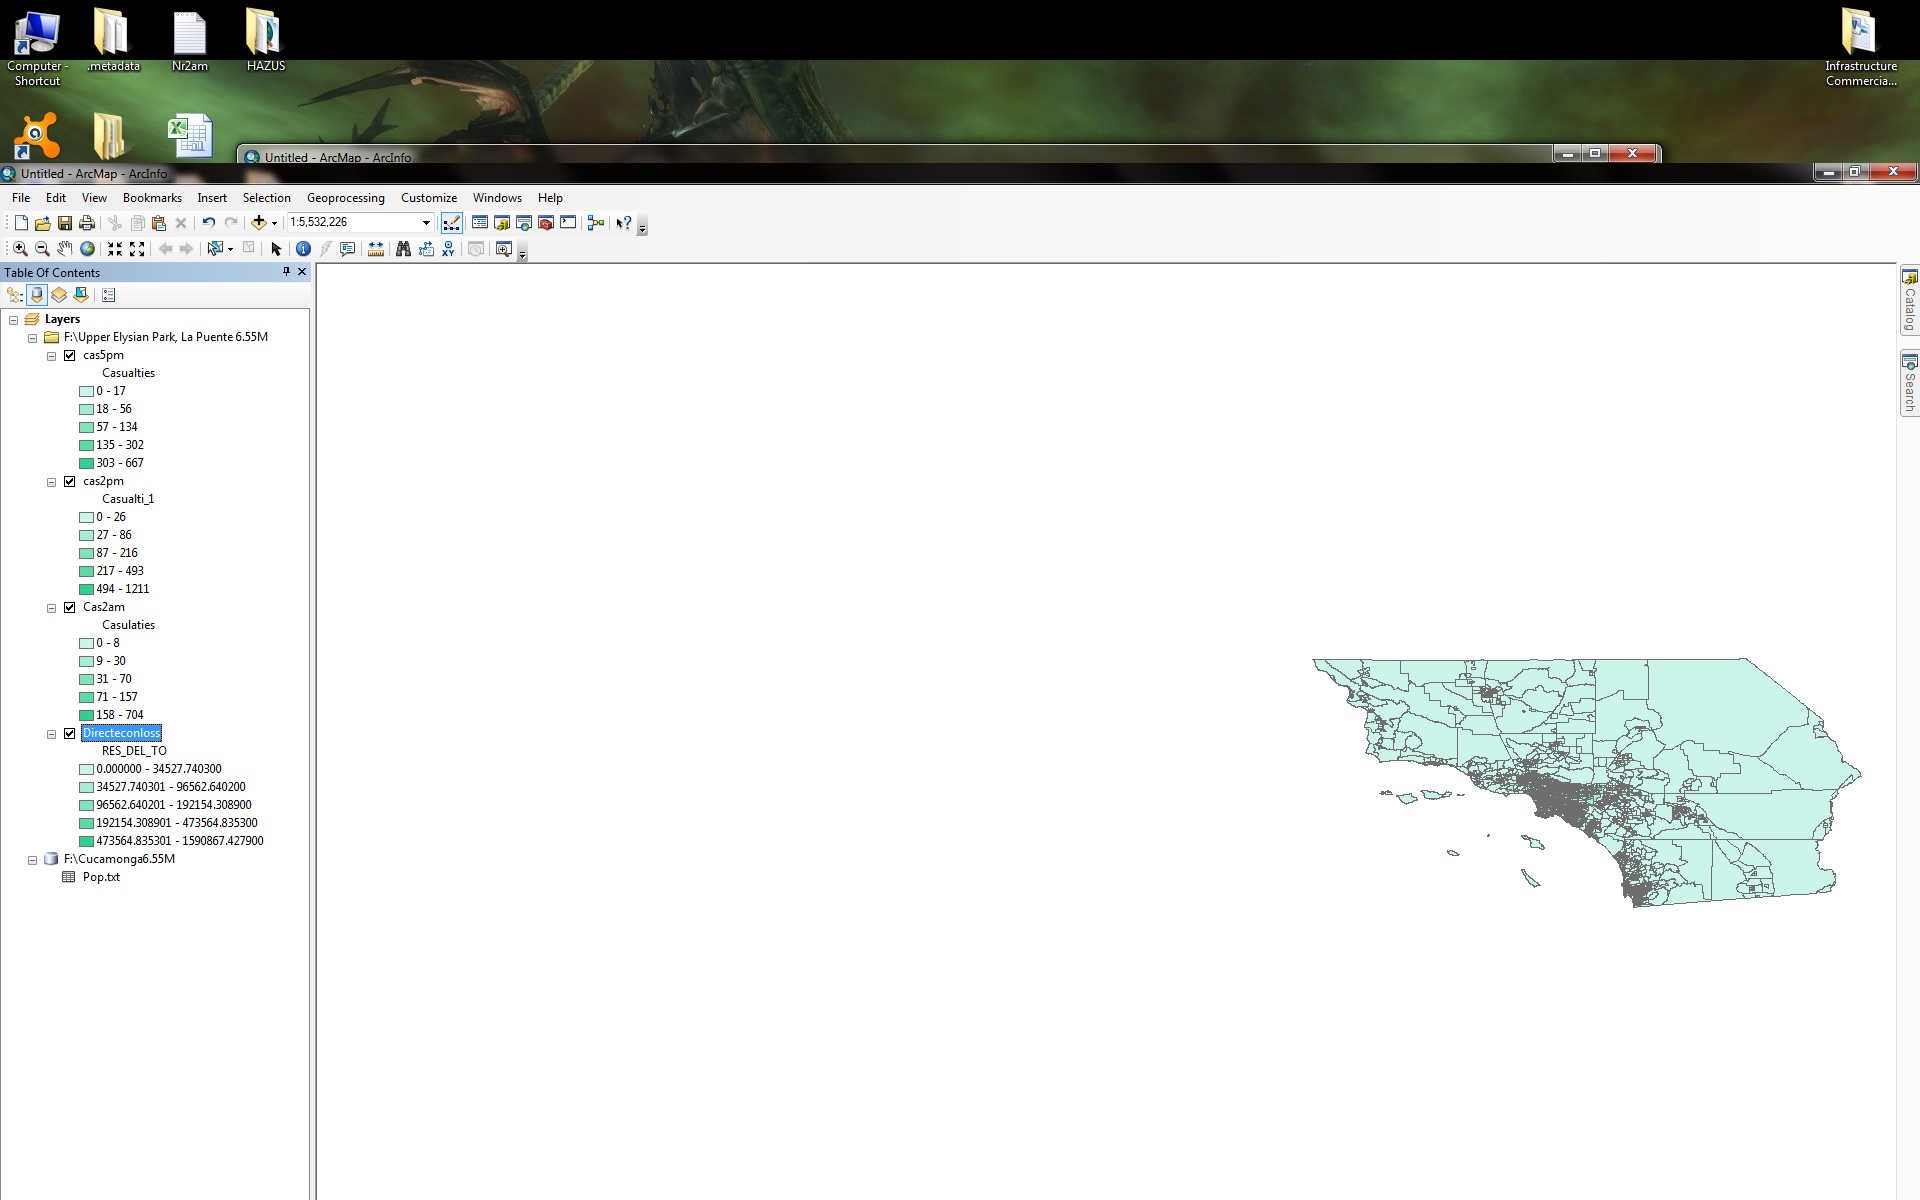 Computer - Shortcut
.metadata
Nr2am
HAZUS
Infrastructure Commercia...
Untitled - ArcMap - ArcInfo
Untitled - ArcMap - ArcInfo
File Edit View Bookmarks Insert Selection Geoprocessing Customize Windows Help
1:5,532,226
Table Of Contents
Layers
F:\Upper Elysian Park, La Puente 6.55M
cas5pm
Casualties
0 - 17
18 - 56
57 - 134
135 - 302
303 - 667
cas2pm
Casualti_1
0 - 26
27 - 86
87 - 216
217 - 493
494 - 1211
Cas2am
Casulaties
0 - 8
9 - 30
31 - 70
71 - 157
158 - 704
Directeconloss
RES_DEL_TO
0.000000 - 34527.740300
34527.740301 - 96562.640200
96562.640201 - 192154.308900
192154.308901 - 473564.835300
473564.835301 - 1590867.427900
F:\Cucamonga6.55M
Pop.txt
Catalog
Search